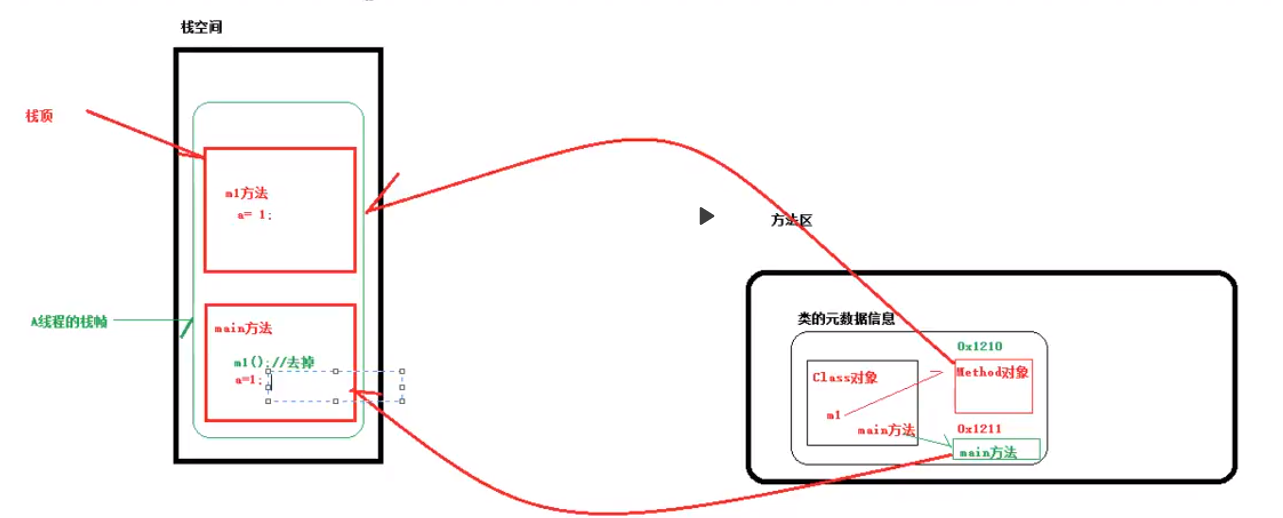 栈空间
栈顶
m1方法
a= 1;
A线程的栈帧
main方法
m1();//去掉
a=1;
方法区
类的元数据信息
0x1210
Class对象
Method对象
m1
main方法
0x1211
main方法